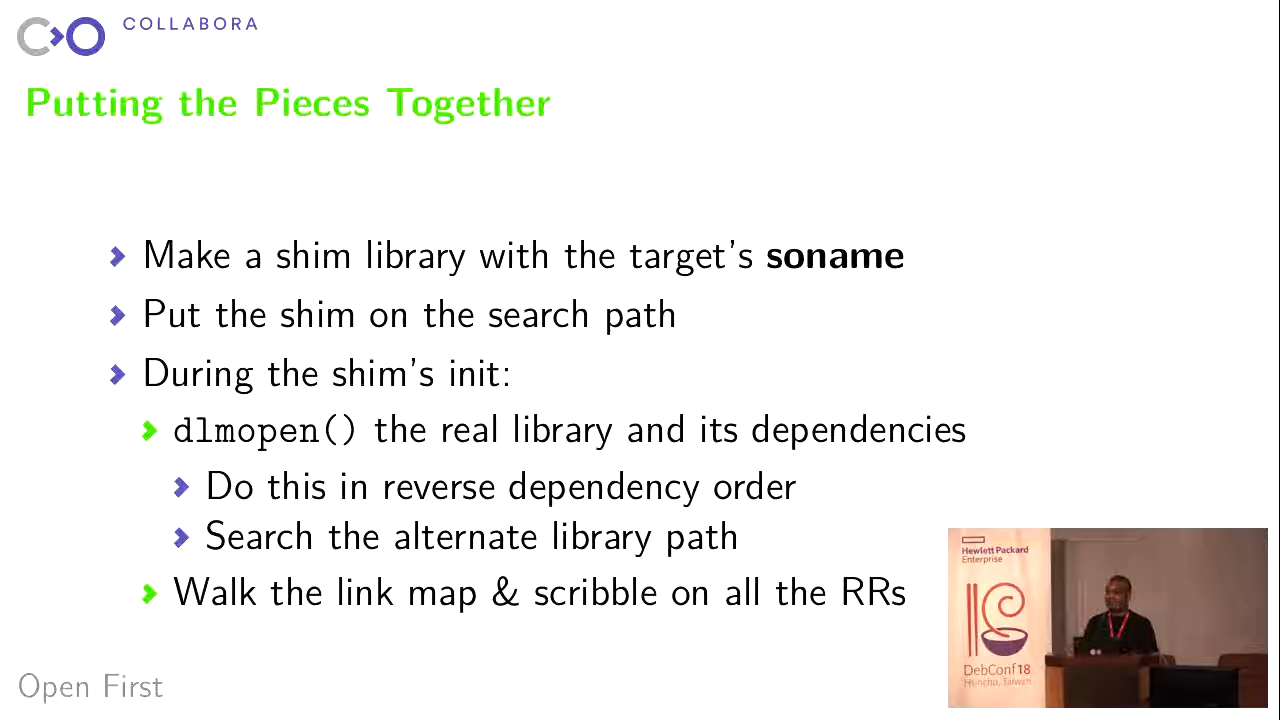 COLLABORA
Putting the Pieces Together
Make a shim library with the target's soname
Put the shim on the search path
During the shim's init:
dlmopen() the real library and its dependencies
Do this in reverse dependency order
Search the alternate library path
Walk the link map & scribble on all the RRs
Open First
Hewlett Packard
Enterprise
DebConf18
Hsinchu, Taiwan